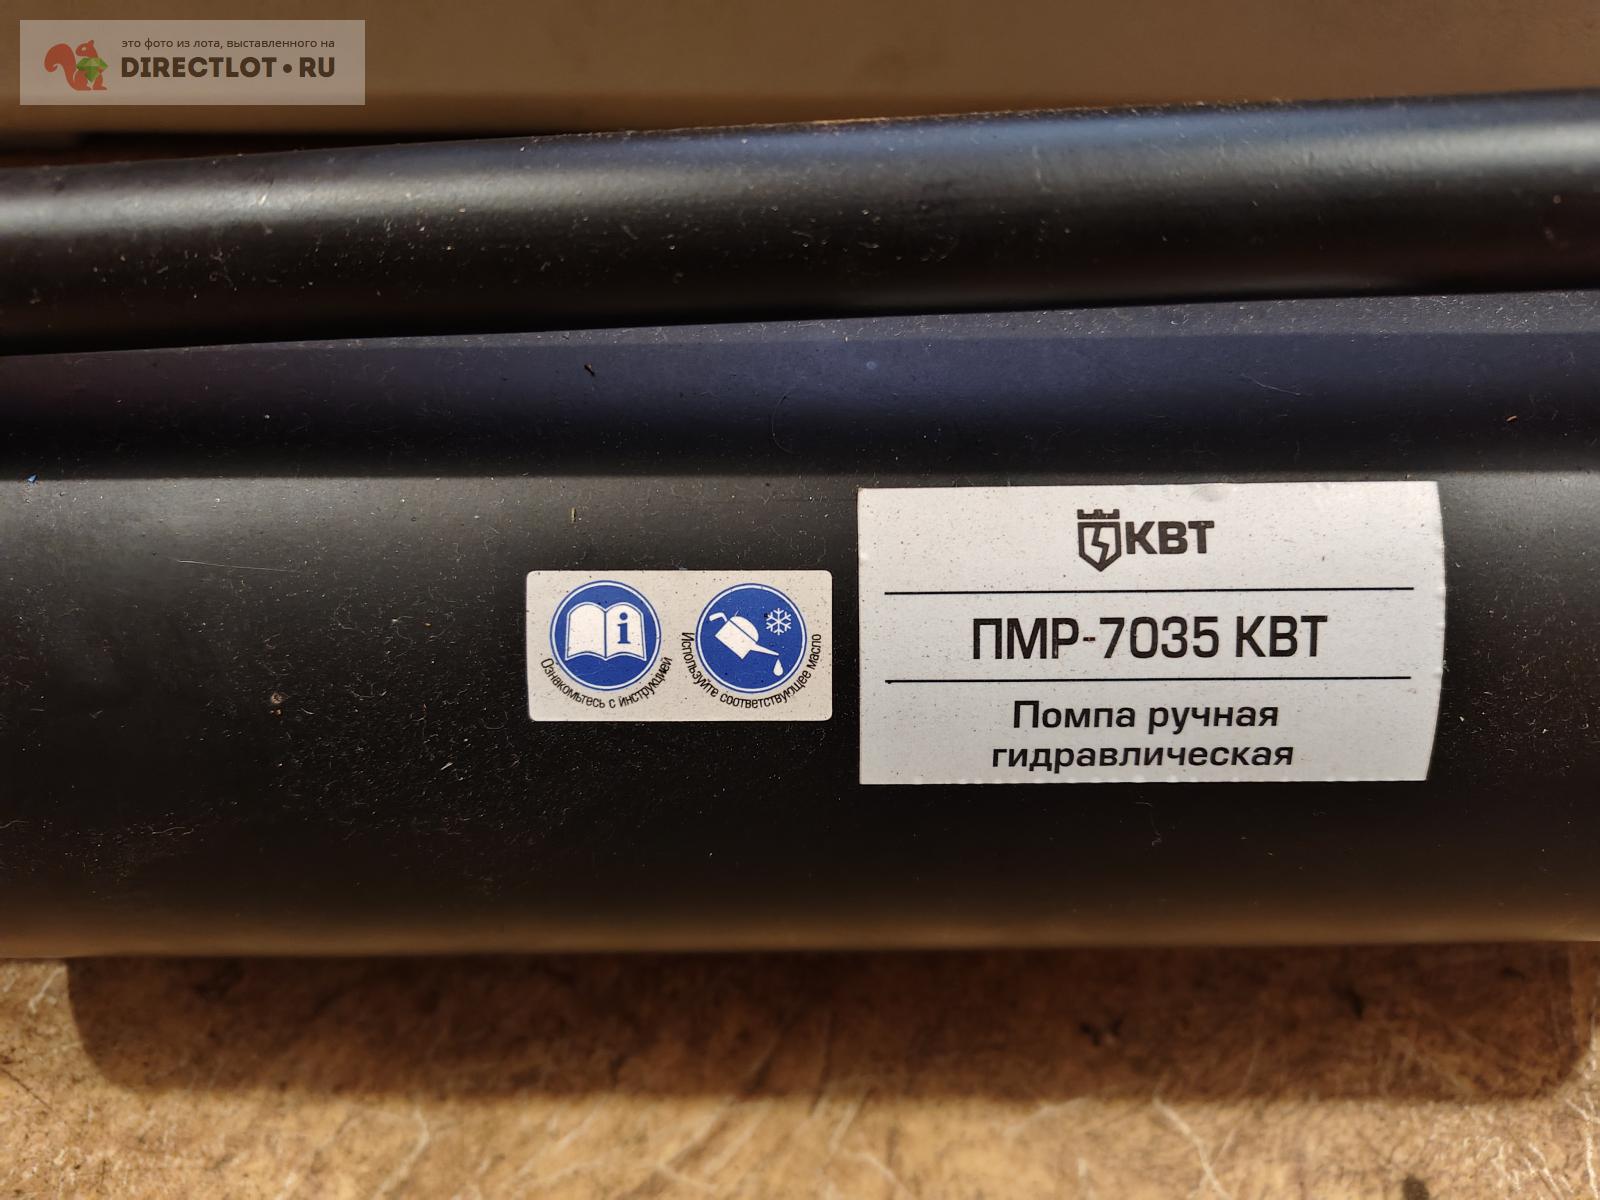 это фото из лота, выставленного на
DIRECTLOT•RU
КВТ
ПМР-7035 КВТ
Помпа ручная
гидравлическая
i
Ознакомьтесь с инструкцией
Используйте соответствующее масло